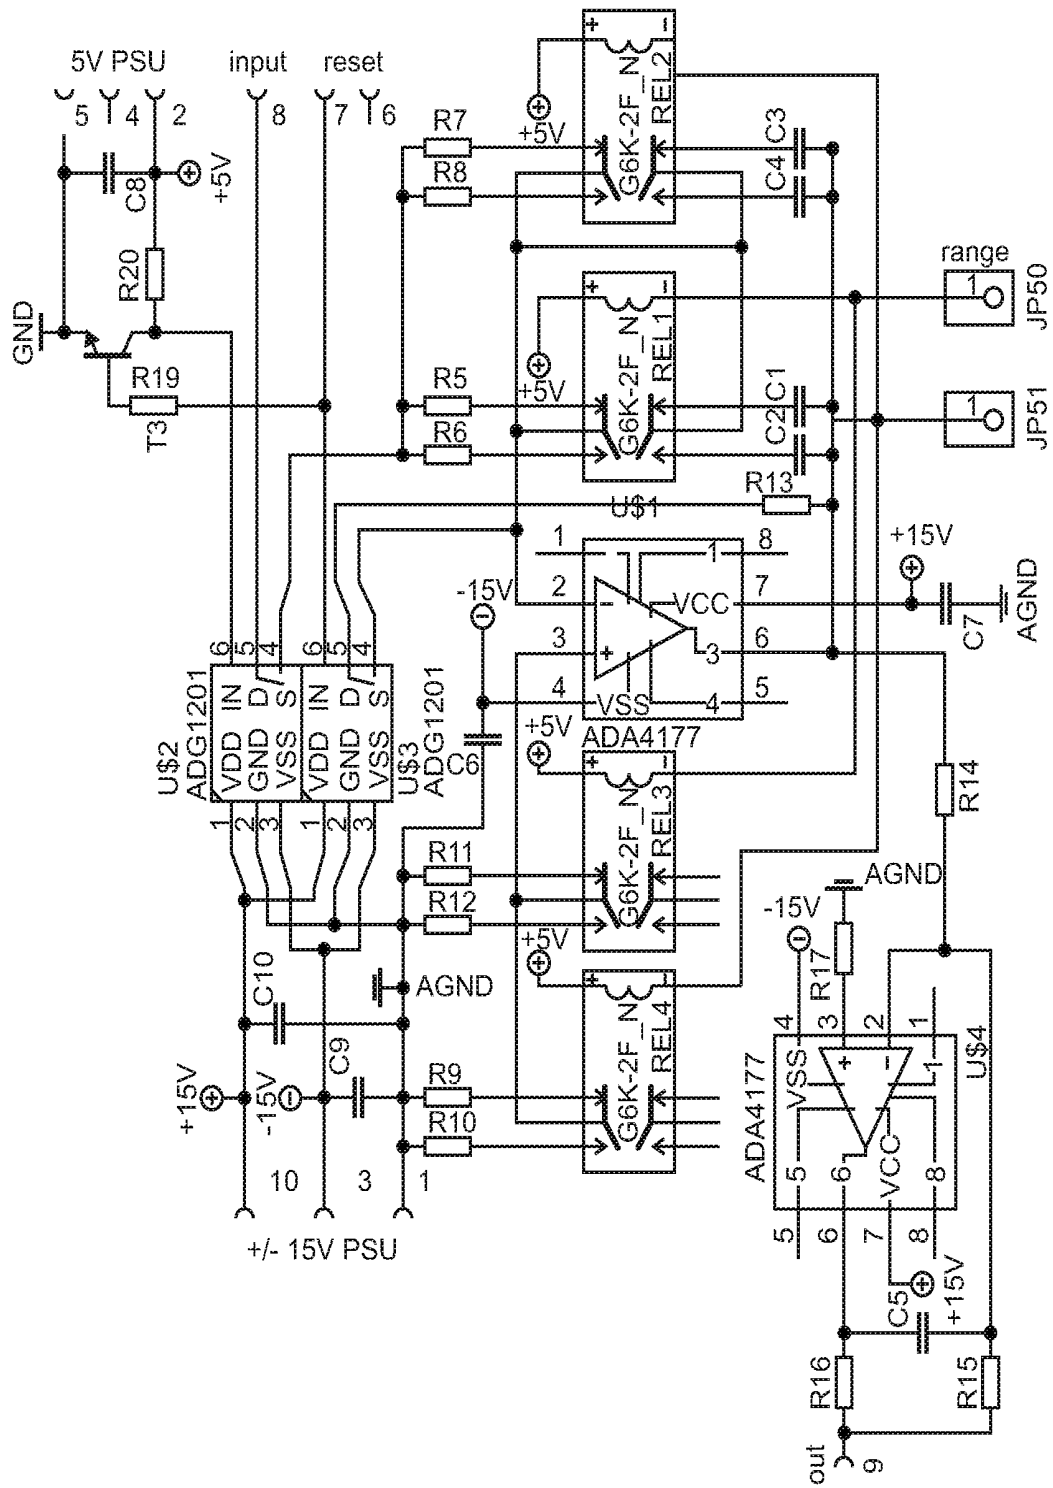 5V PSU
input
reset
5
4
2
8
7
6
C8
+5V
R20
GND
R19
T3
R7
R8
+5V
+
-
G6K-2F_N
REL2
C3
C4
range
1
JP50
1
JP51
+5V
+
-
G6K-2F_N
REL1
R5
R6
C1
C2
R13
U$1
1
2
3
4
8
7
6
5
1
-
VCC
+
3
VSS
4
ADA4177
-15V
+15V
C7
AGND
C6
6
5
4
6
5
4
IN
D
S
IN
D
S
VDD
GND
VSS
VDD
GND
VSS
U$2
ADG1201
U$3
ADG1201
1
2
3
1
2
3
+5V
+
-
G6K-2F_N
REL3
R11
R12
R14
AGND
-15V
R17
C10
AGND
+5V
+
-
G6K-2F_N
REL4
C9
+15V
-15V
R9
R10
10
3
1
+/- 15V PSU
4
3
2
1
U$4
ADA4177
VSS
+
-
1
5
6
VCC
8
5
6
7
8
C5
+15V
R16
R15
out
9